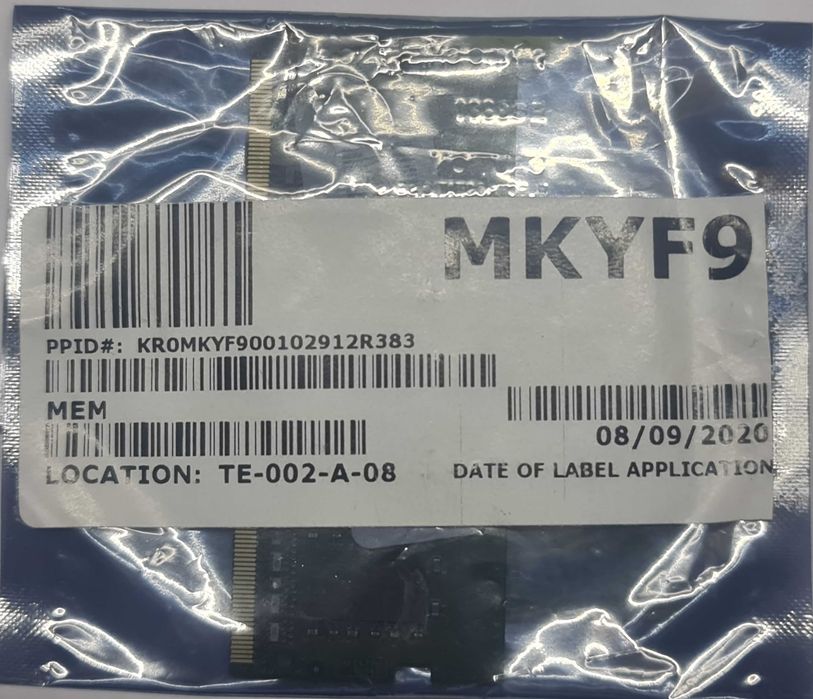 MKYF9
PPID#: KR0MKYF900102912R383
MEM
08/09/2020
LOCATION: TE-002-A-08
DATE OF LABEL APPLICATION